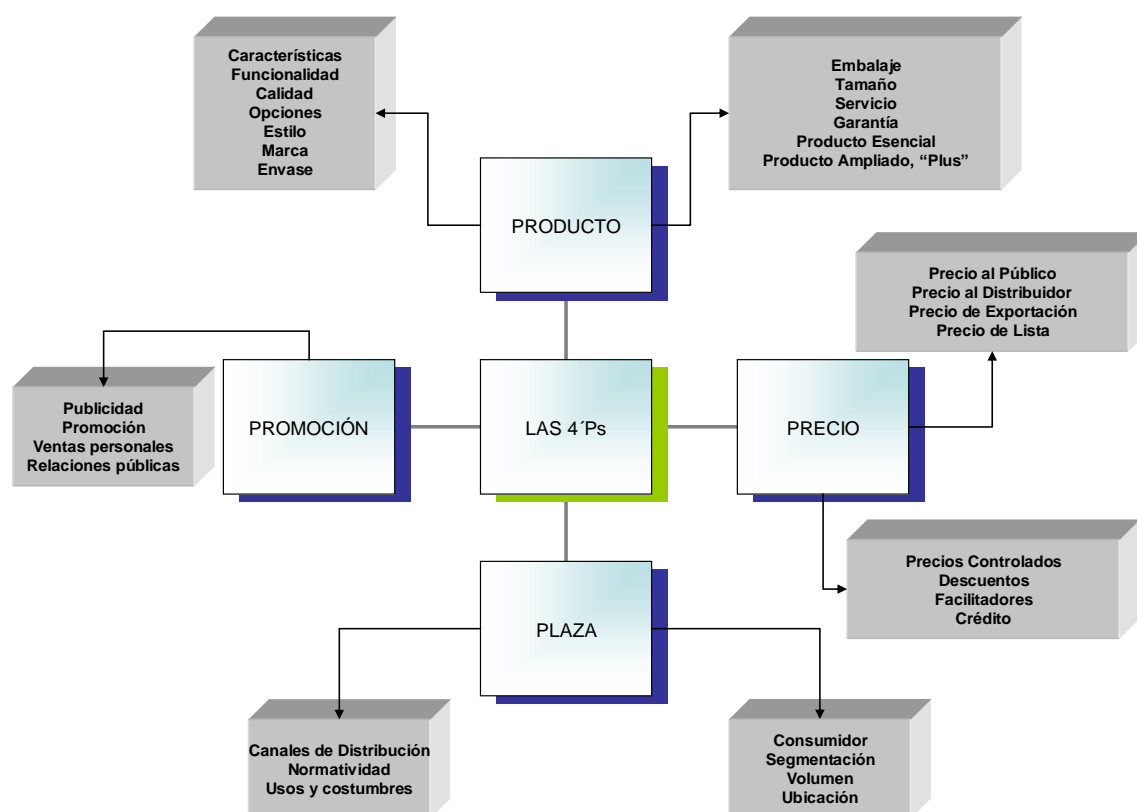 Características
Funcionalidad
Calidad
Opciones
Estilo
Marca
Envase
Embalaje
Tamaño
Servicio
Garantía
Producto Esencial
Producto Ampliado, “Plus”
PRODUCTO
Precio al Público
Precio al Distribuidor
Precio de Exportación
Precio de Lista
Publicidad
Promoción
Ventas personales
Relaciones públicas
PROMOCIÓN
LAS 4´Ps
PRECIO
Precios Controlados
Descuentos
Facilitadores
Crédito
PLAZA
Canales de Distribución
Normatividad
Usos y costumbres
Consumidor
Segmentación
Volumen
Ubicación